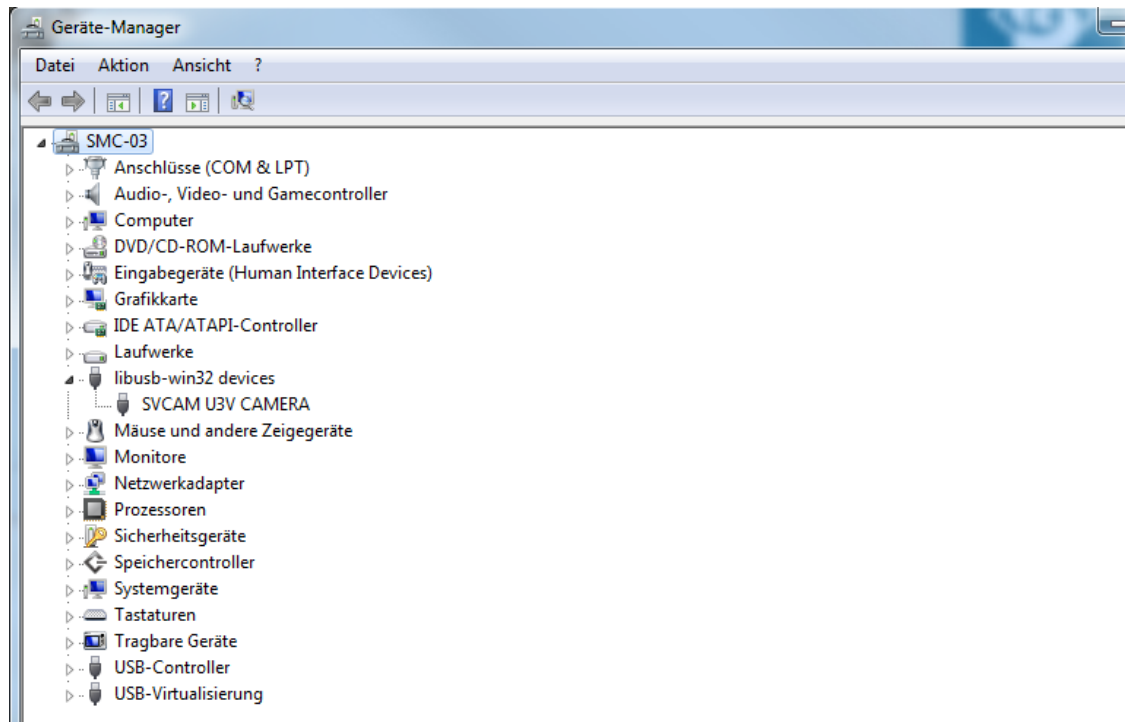 Geräte-Manager
Datei Aktion Ansicht ?
SMC-03
Anschlüsse (COM & LPT)
Audio-, Video- und Gamecontroller
Computer
DVD/CD-ROM-Laufwerke
Eingabegeräte (Human Interface Devices)
Grafikkarte
IDE ATA/ATAPI-Controller
Laufwerke
libusb-win32 devices
SVCAM U3V CAMERA
Mäuse und andere Zeigegeräte
Monitore
Netzwerkadapter
Prozessoren
Sicherheitsgeräte
Speichercontroller
Systemgeräte
Tastaturen
Tragbare Geräte
USB-Controller
USB-Virtualisierung